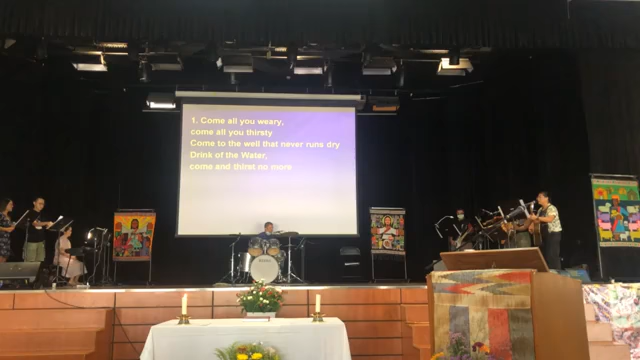 1. Come all you weary,
come all you thirsty
Come to the well that never runs dry
Drink of the Water,
come and thirst no more